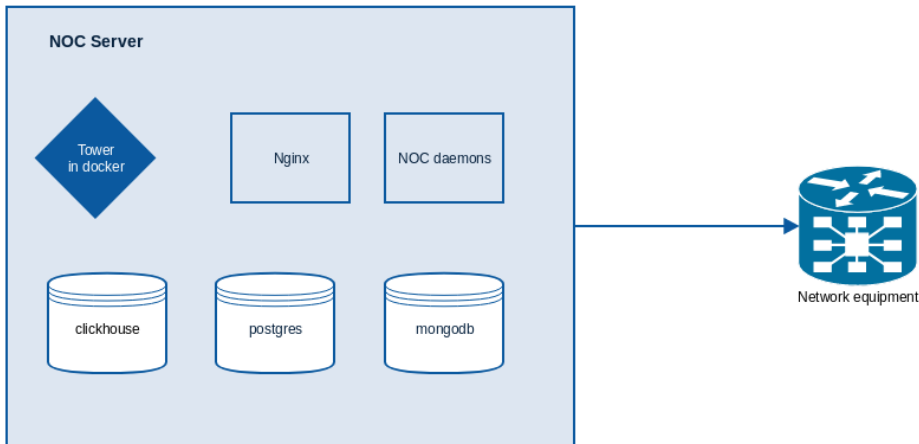 NOC Server
Tower
in docker
Nginx
NOC daemons
clickhouse
postgres
mongodb
Network equipment